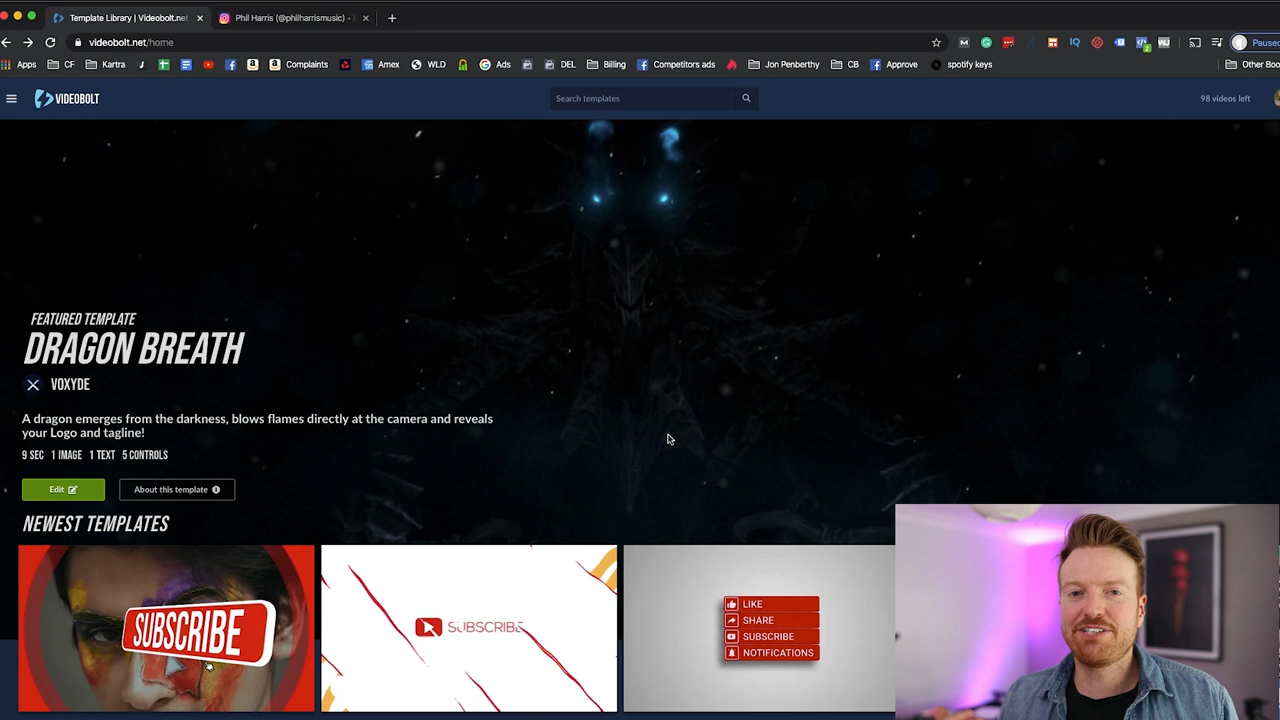 Template Library | Videobolt.net
Phil Harris (@philharrismusic) -
videobolt.net/home
Paused
Apps
CF
Kartra
Complaints
Amex
WLD
Ads
DEL
Billing
Competitors ads
Jon Penberthy
CB
Approve
spotify keys
Other Boo
VIDEOBOLT
Search templates
98 videos left
FEATURED TEMPLATE
DRAGON BREATH
VOXYDE
A dragon emerges from the darkness, blows flames directly at the camera and reveals
your Logo and tagline!
9 SEC 1 IMAGE 1 TEXT 5 CONTROLS
Edit
About this template
NEWEST TEMPLATES
SUBSCRIBE
SUBSCRIBE
LIKE
SHARE
SUBSCRIBE
NOTIFICATIONS